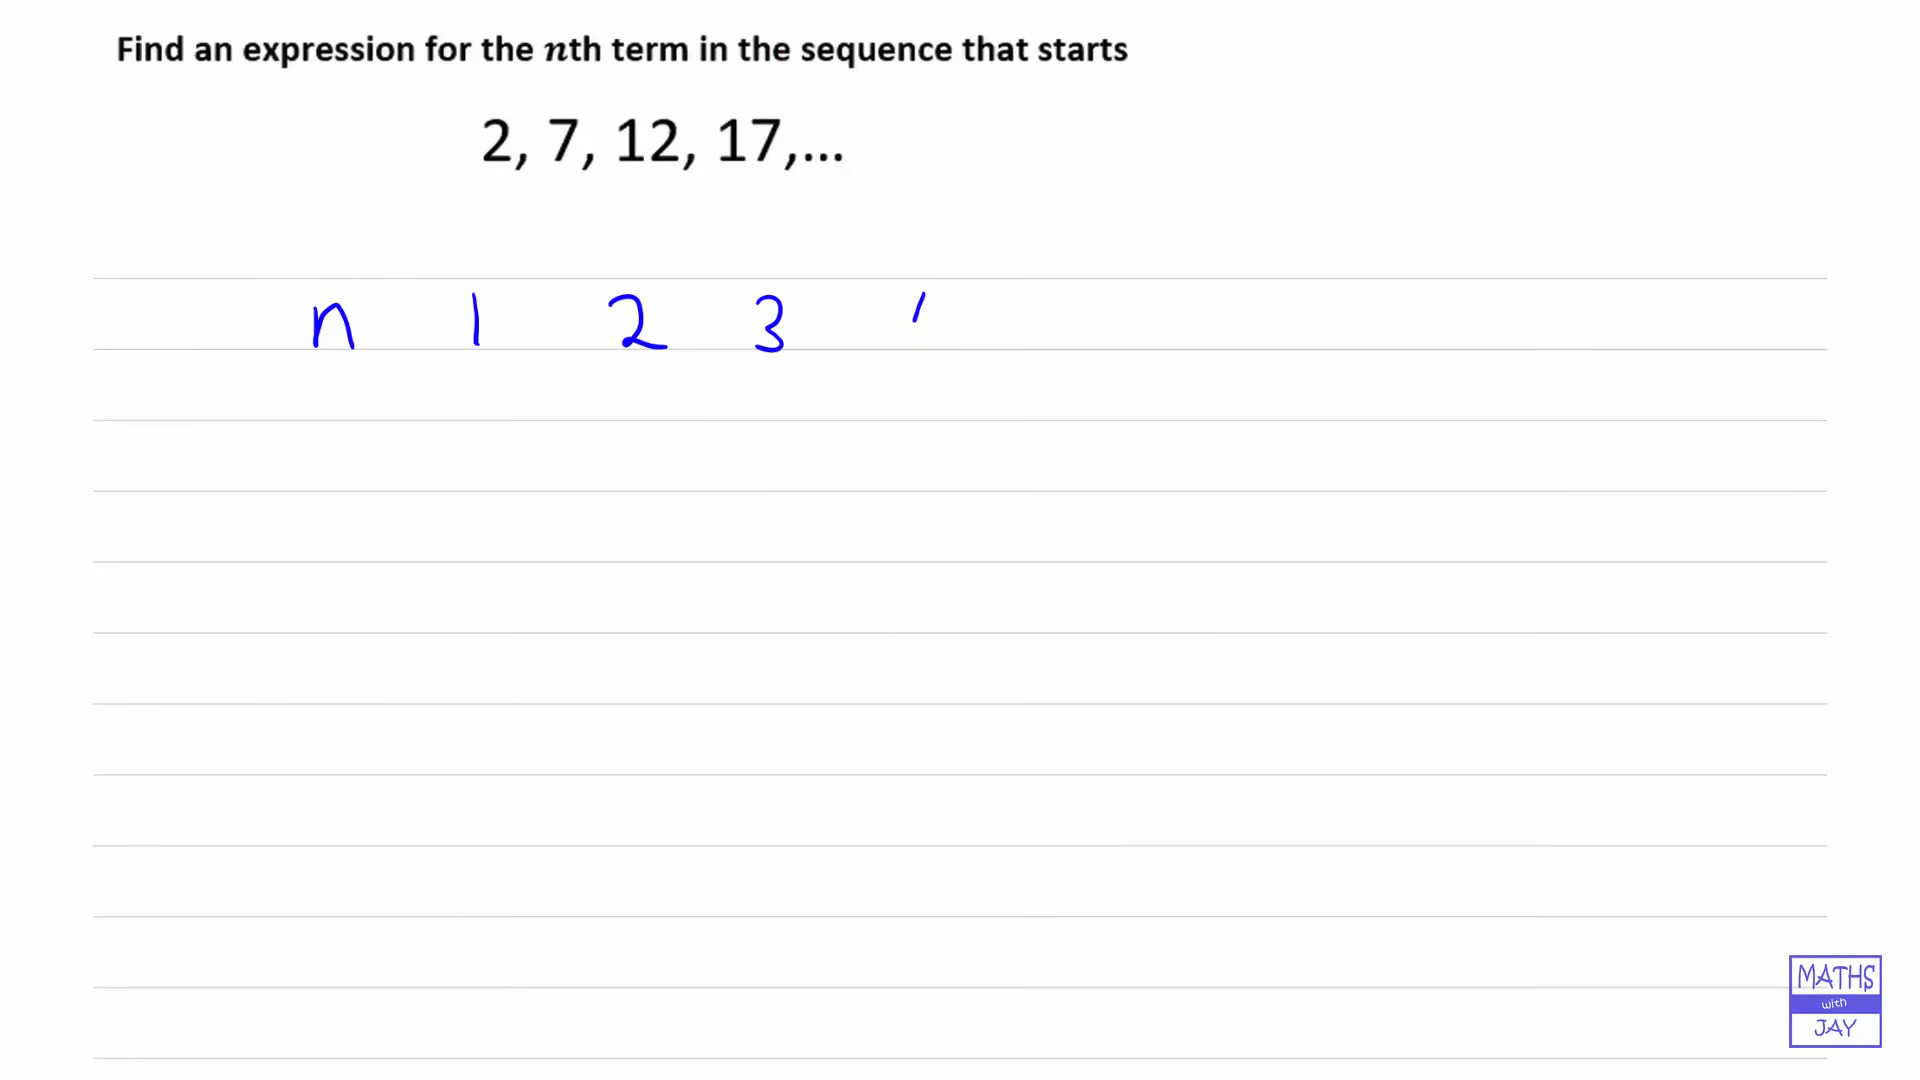 Find an expression for the nth term in the sequence that starts
2, 7, 12, 17,...
n 1 2 3
MATHS
with
JAY